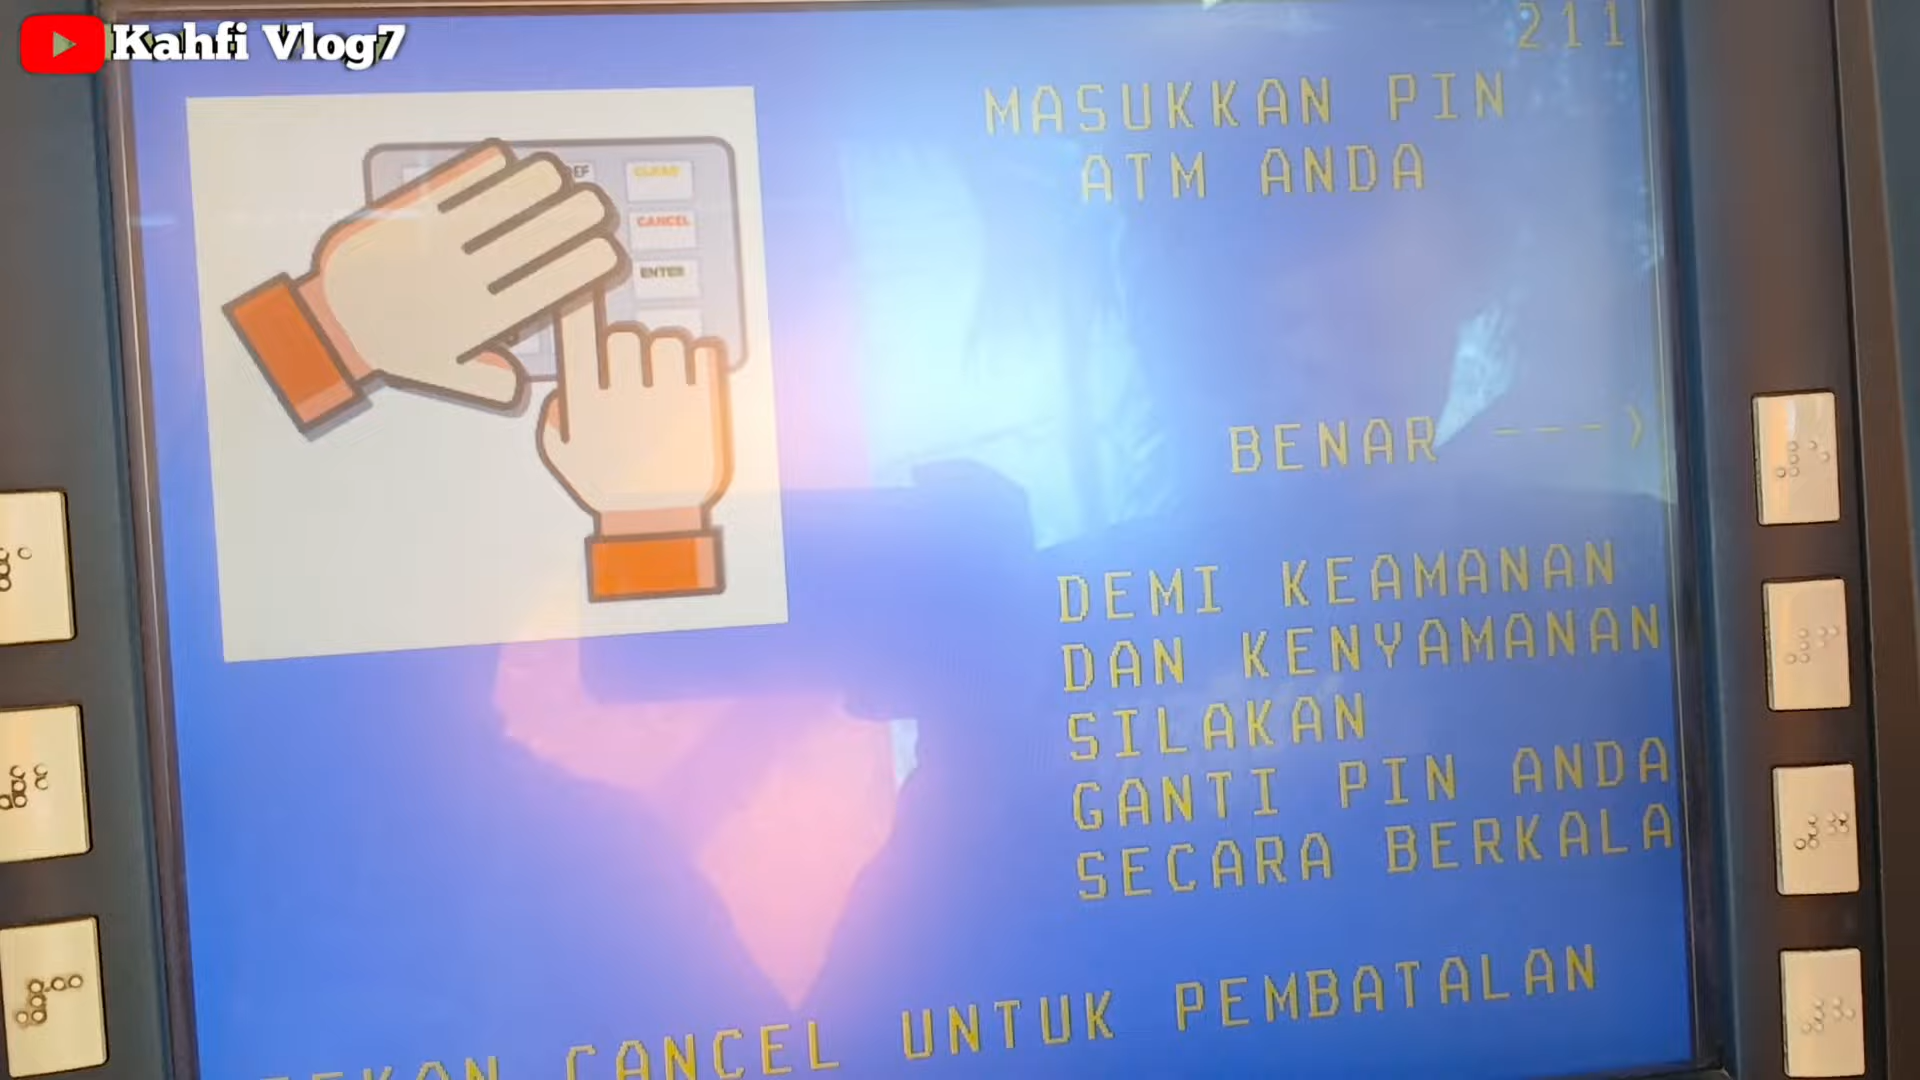 Kahfi Vlog7
211
MASUKKAN PIN
ATM ANDA
CLEAR
CANCEL
ENTER
BENAR ---->
DEMI KEAMANAN
DAN KENYAMANAN
SILAKAN
GANTI PIN ANDA
SECARA BERKALA
CANCEL UNTUK PEMBATALAN